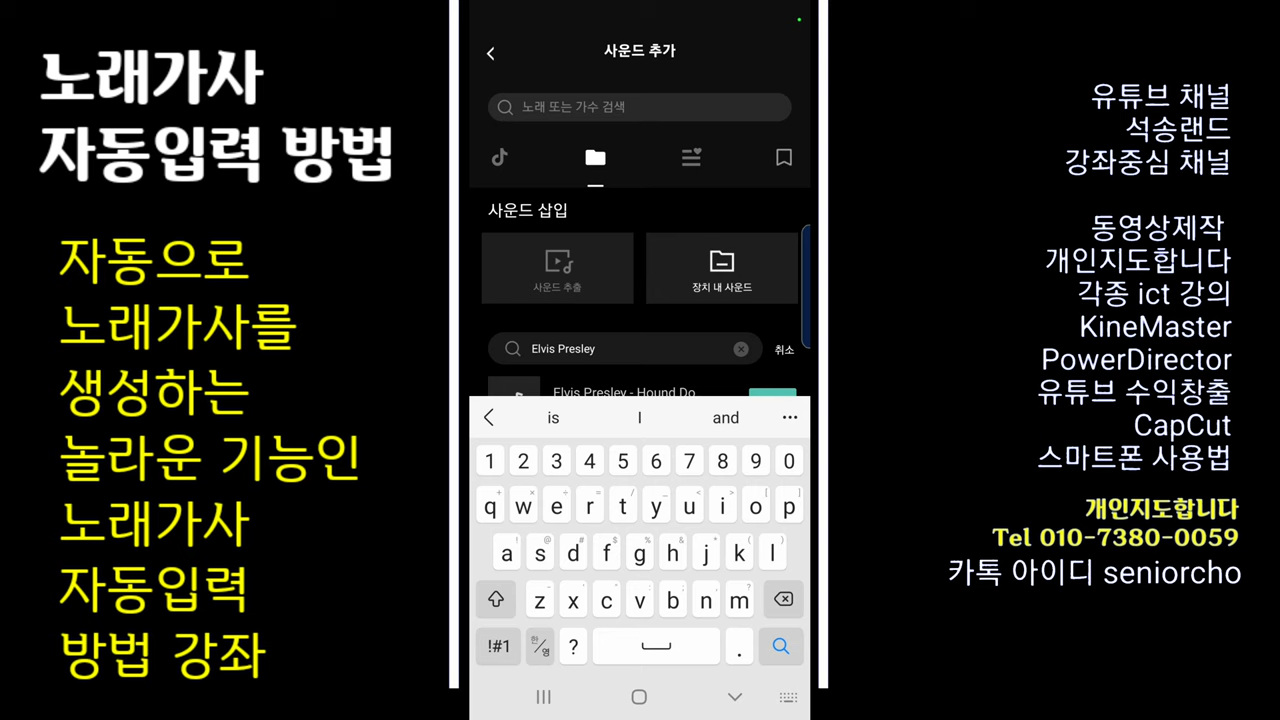 노래가사
자동입력 방법
자동으로
노래가사를
생성하는
놀라운 기능인
노래가사
자동입력
방법 강좌
사운드 추가
노래 또는 가수 검색
사운드 삽입
사운드 추출
장치 내 사운드
Elvis Presley
취소
Elvis Presley - Hound Do
is I and
1 2 3 4 5 6 7 8 9 0
q w e r t y u i o p
a s d f g h j k l
z x c v b n m
!#1 한/영 ? .
유튜브 채널
석송랜드
강좌중심 채널
동영상제작
개인지도합니다
각종 ict 강의
KineMaster
PowerDirector
유튜브 수익창출
CapCut
스마트폰 사용법
개인지도합니다
Tel 010-7380-0059
카톡 아이디 seniorcho